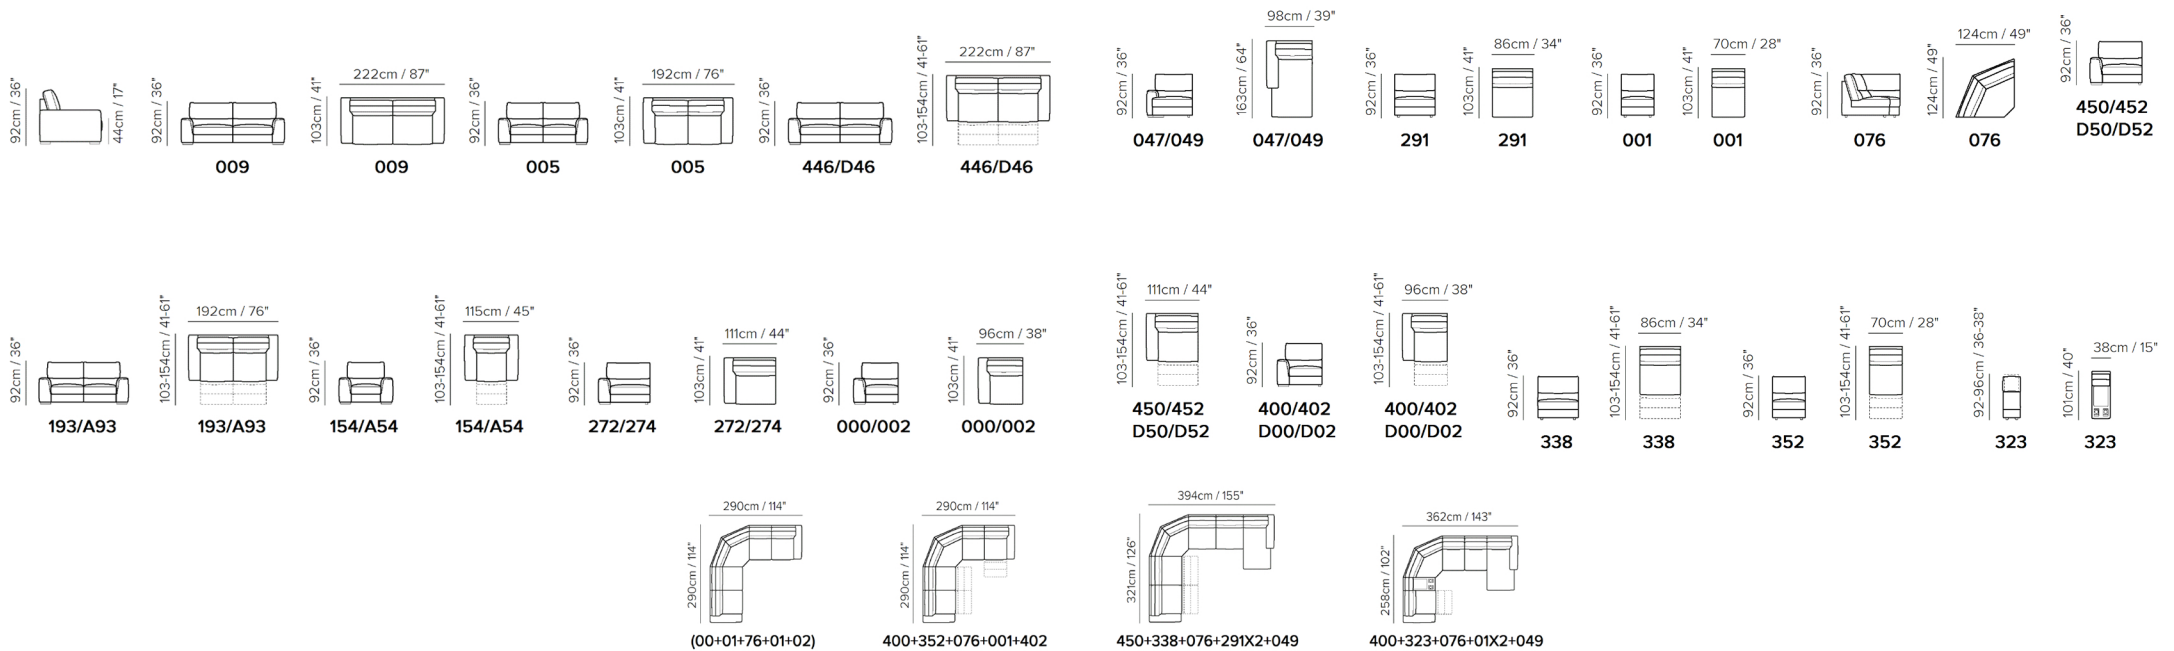 92cm / 36"
44cm / 17"
92cm / 36"
009
103cm / 41"
222cm / 87"
009
92cm / 36"
005
103cm / 41"
192cm / 76"
005
92cm / 36"
446/D46
103-154cm / 41-61"
222cm / 87"
446/D46
92cm / 36"
047/049
163cm / 64"
98cm / 39"
047/049
92cm / 36"
291
103cm / 41"
86cm / 34"
291
92cm / 36"
001
103cm / 41"
70cm / 28"
001
92cm / 36"
076
124cm / 49"
124cm / 49"
076
92cm / 36"
450/452
D50/D52
92cm / 36"
193/A93
103-154cm / 41-61"
192cm / 76"
193/A93
92cm / 36"
154/A54
103-154cm / 41-61"
115cm / 45"
154/A54
92cm / 36"
272/274
103cm / 41"
111cm / 44"
272/274
92cm / 36"
000/002
103cm / 41"
96cm / 38"
000/002
103-154cm / 41-61"
111cm / 44"
450/452
D50/D52
92cm / 36"
400/402
D00/D02
103-154cm / 41-61"
96cm / 38"
400/402
D00/D02
92cm / 36"
338
103-154cm / 41-61"
86cm / 34"
338
92cm / 36"
352
103-154cm / 41-61"
70cm / 28"
352
92-96cm / 36-38"
323
101cm / 40"
38cm / 15"
323
290cm / 114"
290cm / 114"
(00+01+76+01+02)
290cm / 114"
290cm / 114"
400+352+076+001+402
394cm / 155"
321cm / 126"
450+338+076+291X2+049
362cm / 143"
258cm / 102"
400+323+076+01X2+049